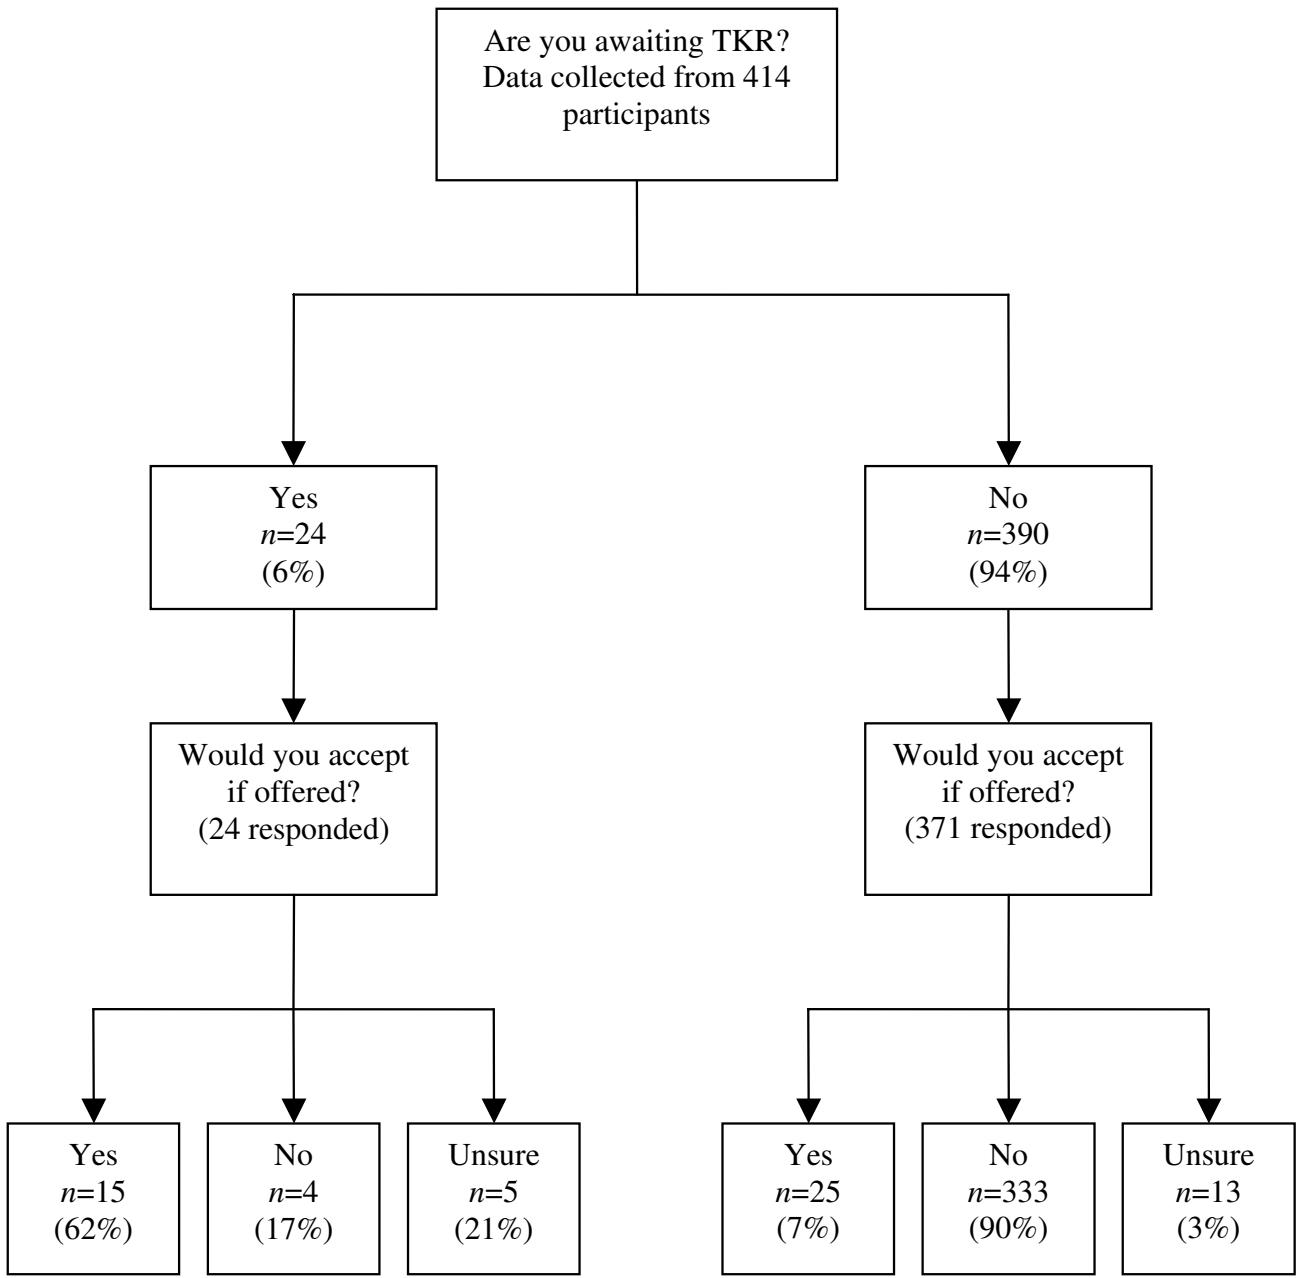 Are you awaiting TKR?
Data collected from 414
participants
Yes
n=24
(6%)
No
n=390
(94%)
Would you accept
if offered?
(24 responded)
Would you accept
if offered?
(371 responded)
Yes
n=15
(62%)
No
n=4
(17%)
Unsure
n=5
(21%)
Yes
n=25
(7%)
No
n=333
(90%)
Unsure
n=13
(3%)